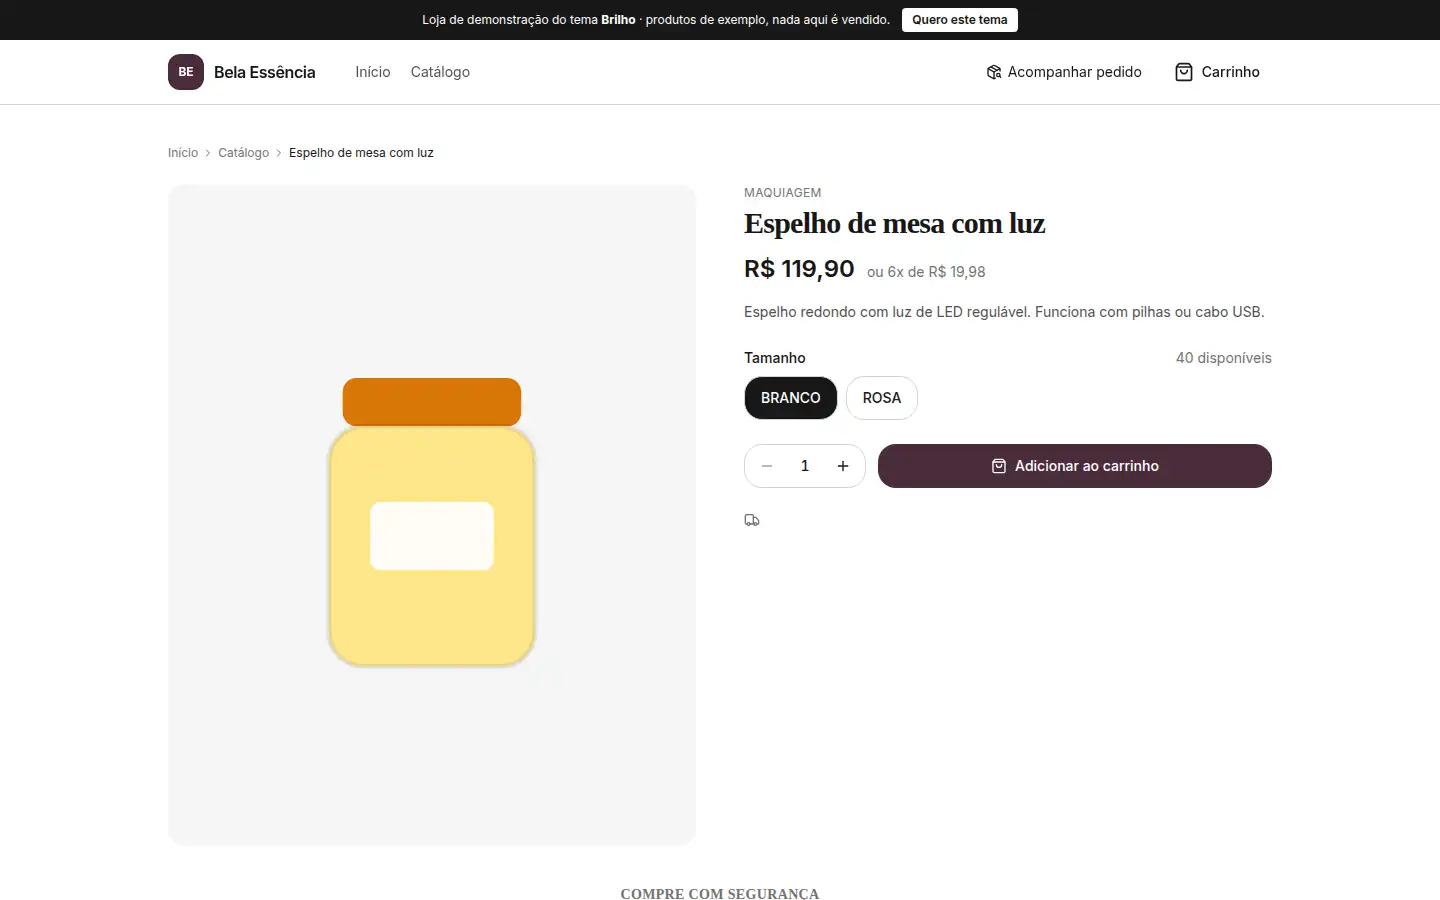 Loja de demonstração do tema Brilho · produtos de exemplo, nada aqui é vendido. Quero este tema
BE Bela Essência Início Catálogo Acompanhar pedido Carrinho
Início > Catálogo > Espelho de mesa com luz
MAQUIAGEM
Espelho de mesa com luz
R$ 119,90 ou 6x de R$ 19,98
Espelho redondo com luz de LED regulável. Funciona com pilhas ou cabo USB.
Tamanho 40 disponíveis
BRANCO ROSA
− 1 + Adicionar ao carrinho
COMPRE COM SEGURANÇA